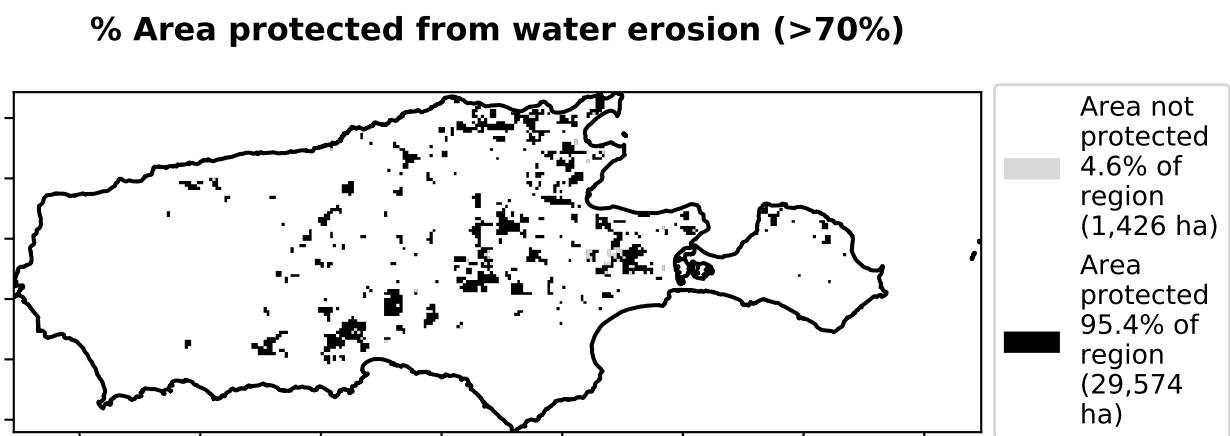 % Area protected from water erosion (>70%)
Area not
protected
4.6% of
region
(1,426 ha)
Area
protected
95.4% of
region
(29,574
ha)